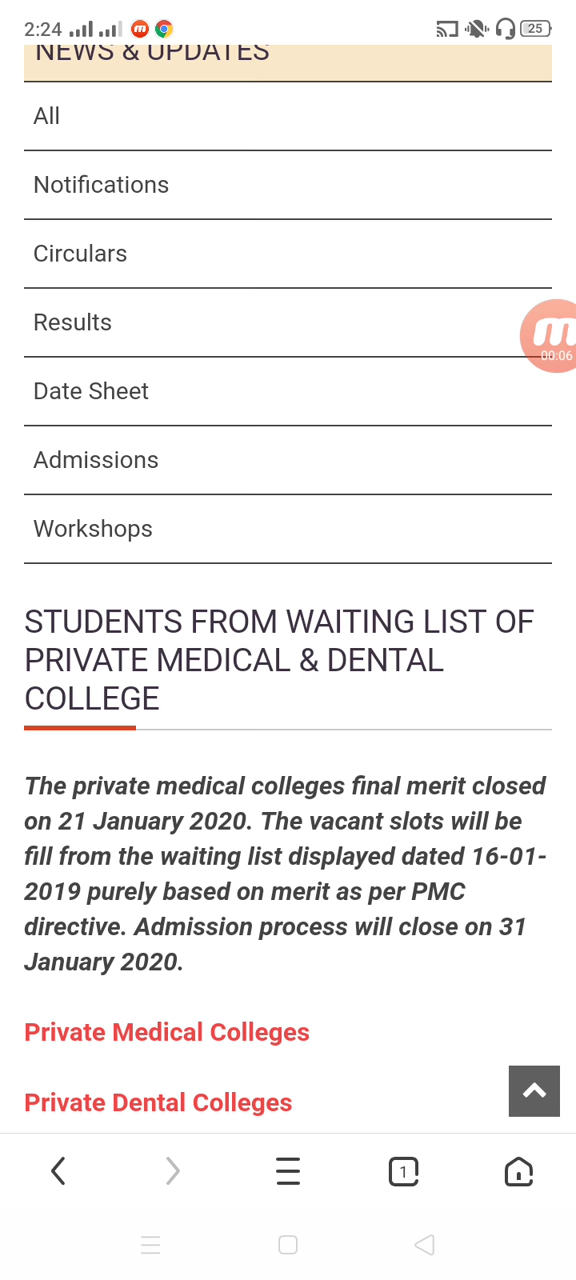 2:24
25
NEWS & UPDATES
All
Notifications
Circulars
Results
00:06
Date Sheet
Admissions
Workshops
STUDENTS FROM WAITING LIST OF
PRIVATE MEDICAL & DENTAL
COLLEGE
The private medical colleges final merit closed
on 21 January 2020. The vacant slots will be
fill from the waiting list displayed dated 16-01-
2019 purely based on merit as per PMC
directive. Admission process will close on 31
January 2020.
Private Medical Colleges
Private Dental Colleges
1